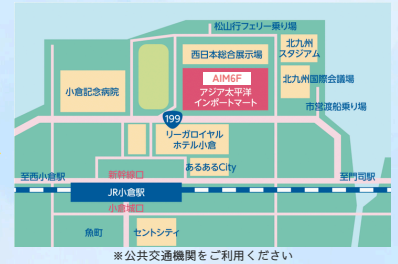 松山行フェリー乗り場
西日本総合展示場
北九州
スタジアム
AIM6F
アジア太平洋
インポートマート
北九州国際会議場
小倉記念病院
市営渡船乗り場
199
リーガロイヤル
ホテル小倉
あるあるCity
新幹線口
至西小倉駅
至門司駅
JR小倉駅
小倉城口
魚町
セントシティ
※公共交通機関をご利用ください